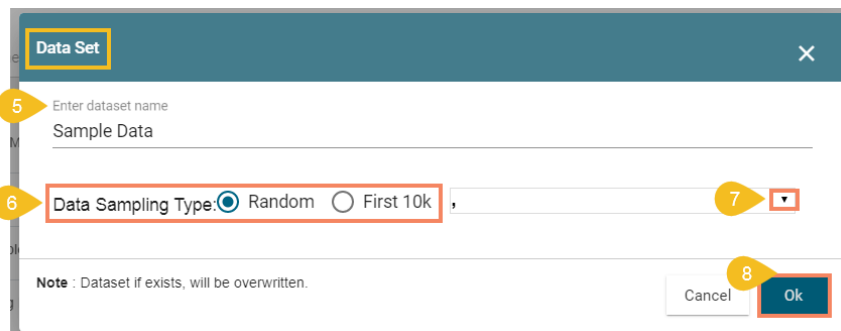 Data Set
5
Enter dataset name
Sample Data
6
Data Sampling Type: Random First 10k , 7
Note : Dataset if exists, will be overwritten.
8
Cancel Ok